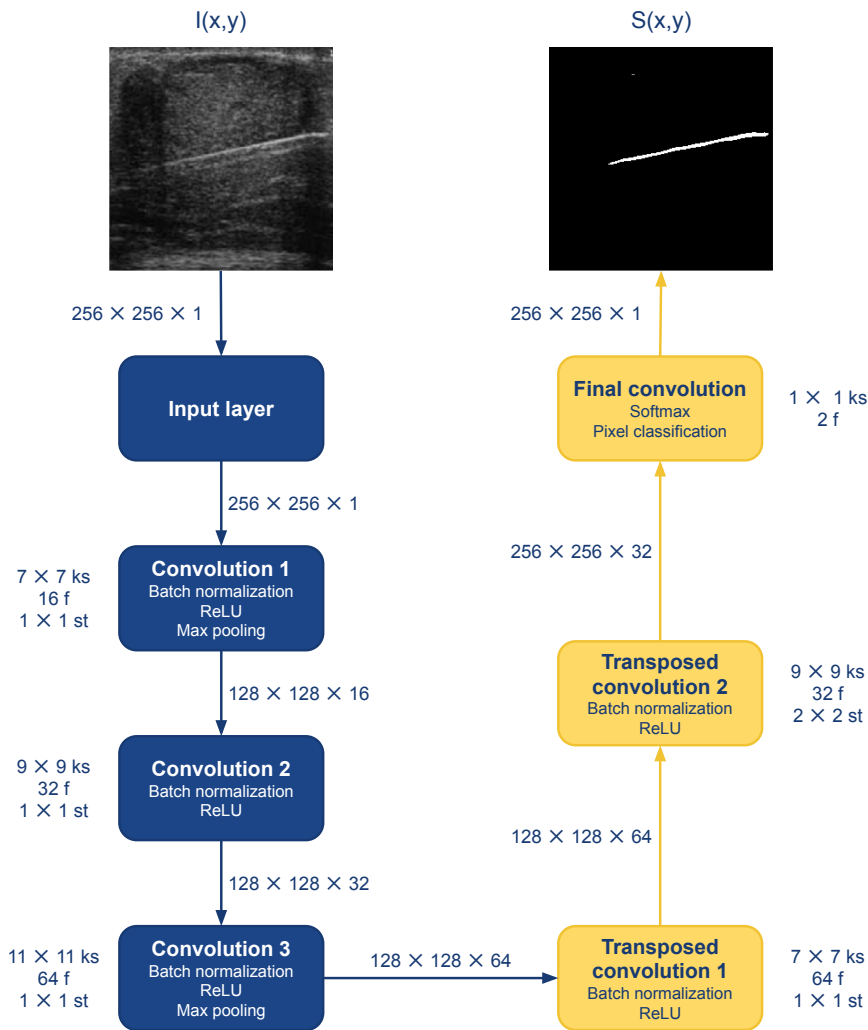 I(x,y)
256 × 256 × 1
Input layer
256 × 256 × 1
7 × 7 ks
16 f
1 × 1 st
Convolution 1
Batch normalization
ReLU
Max pooling
128 × 128 × 16
9 × 9 ks
32 f
1 × 1 st
Convolution 2
Batch normalization
ReLU
128 × 128 × 32
11 × 11 ks
64 f
1 × 1 st
Convolution 3
Batch normalization
ReLU
Max pooling
128 × 128 × 64
Transposed
convolution 1
Batch normalization
ReLU
7 × 7 ks
64 f
1 × 1 st
128 × 128 × 64
Transposed
convolution 2
Batch normalization
ReLU
9 × 9 ks
32 f
2 × 2 st
256 × 256 × 32
Final convolution
Softmax
Pixel classification
1 × 1 ks
2 f
256 × 256 × 1
S(x,y)